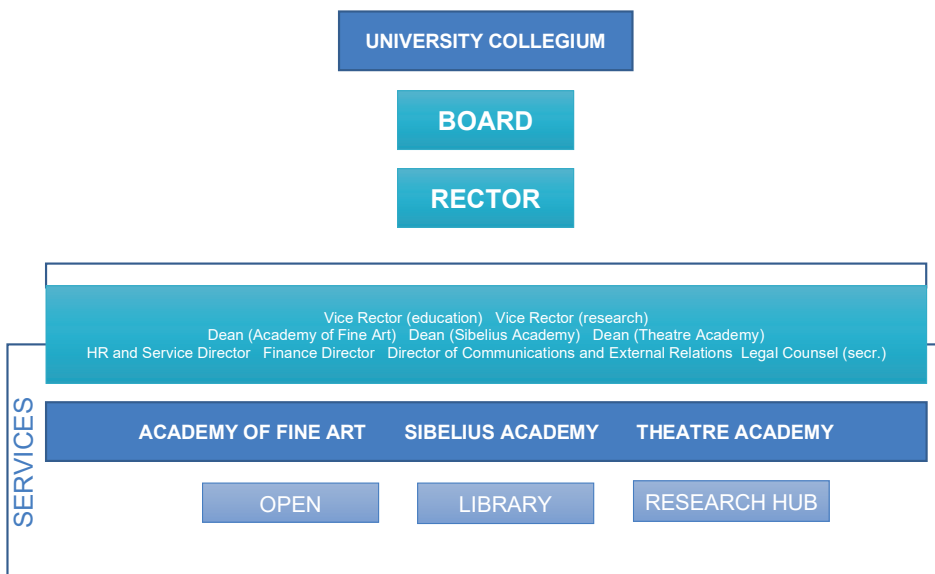 UNIVERSITY COLLEGIUM
BOARD
RECTOR
Vice Rector (education) Vice Rector (research)
Dean (Academy of Fine Art) Dean (Sibelius Academy) Dean (Theatre Academy)
HR and Service Director Finance Director Director of Communications and External Relations Legal Counsel (secr.)
SERVICES
ACADEMY OF FINE ART SIBELIUS ACADEMY THEATRE ACADEMY
OPEN LIBRARY RESEARCH HUB